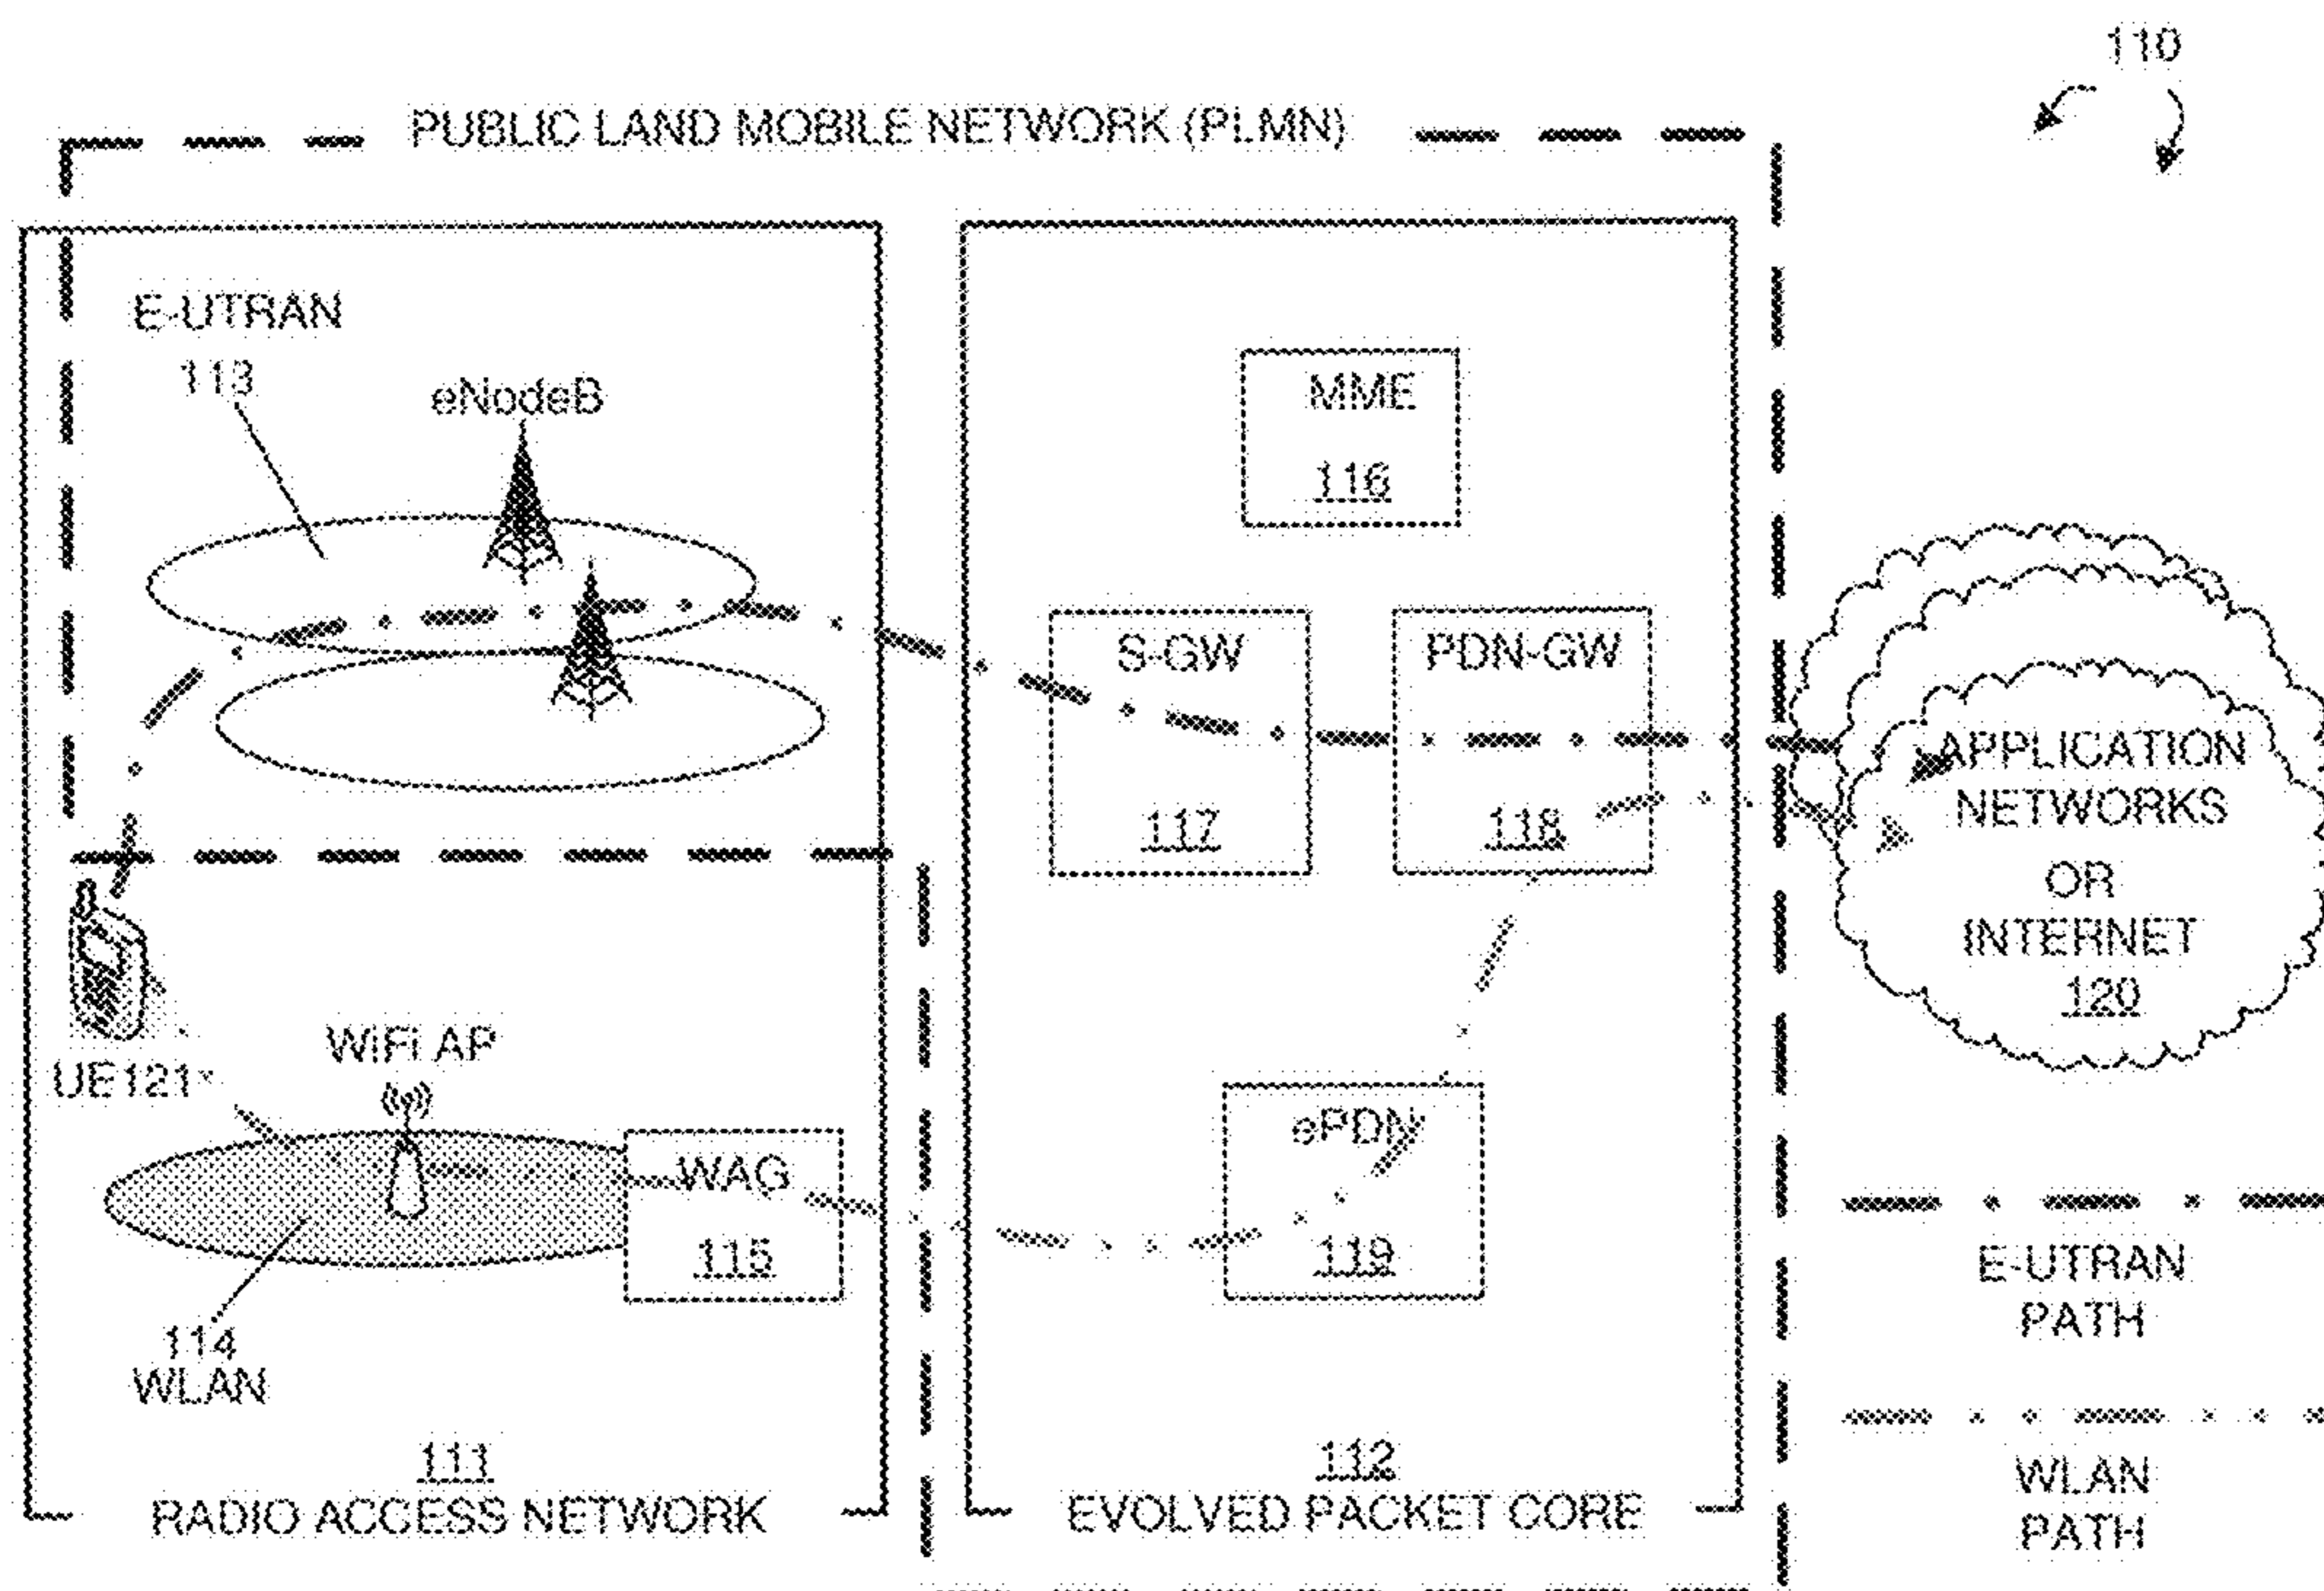 110
PUBLIC LAND MOBILE NETWORK (PLMN)
E-UTRAN
113
eNodeB
MME
116
S-GW
117
PDN-GW
118
APPLICATION
NETWORKS
OR
INTERNET
120
UE121
WiFi AP
WAG
115
ePDN
119
114
WLAN
111
RADIO ACCESS NETWORK
112
EVOLVED PACKET CORE
E-UTRAN
PATH
WLAN
PATH